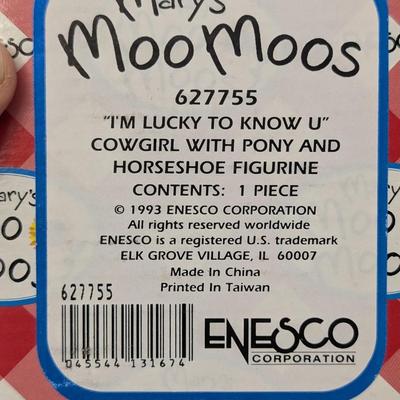 Mary's
MOO MOOS
627755
"I'M LUCKY TO KNOW U"
COWGIRL WITH PONY AND
HORSESHOE FIGURINE
CONTENTS: 1 PIECE
© 1993 ENESCO CORPORATION
All rights reserved worldwide
ENESCO is a registered U.S. trademark
ELK GROVE VILLAGE, IL 60007
Made In China
Printed In Taiwan
627755
045544 131674
ENESCO
CORPORATION